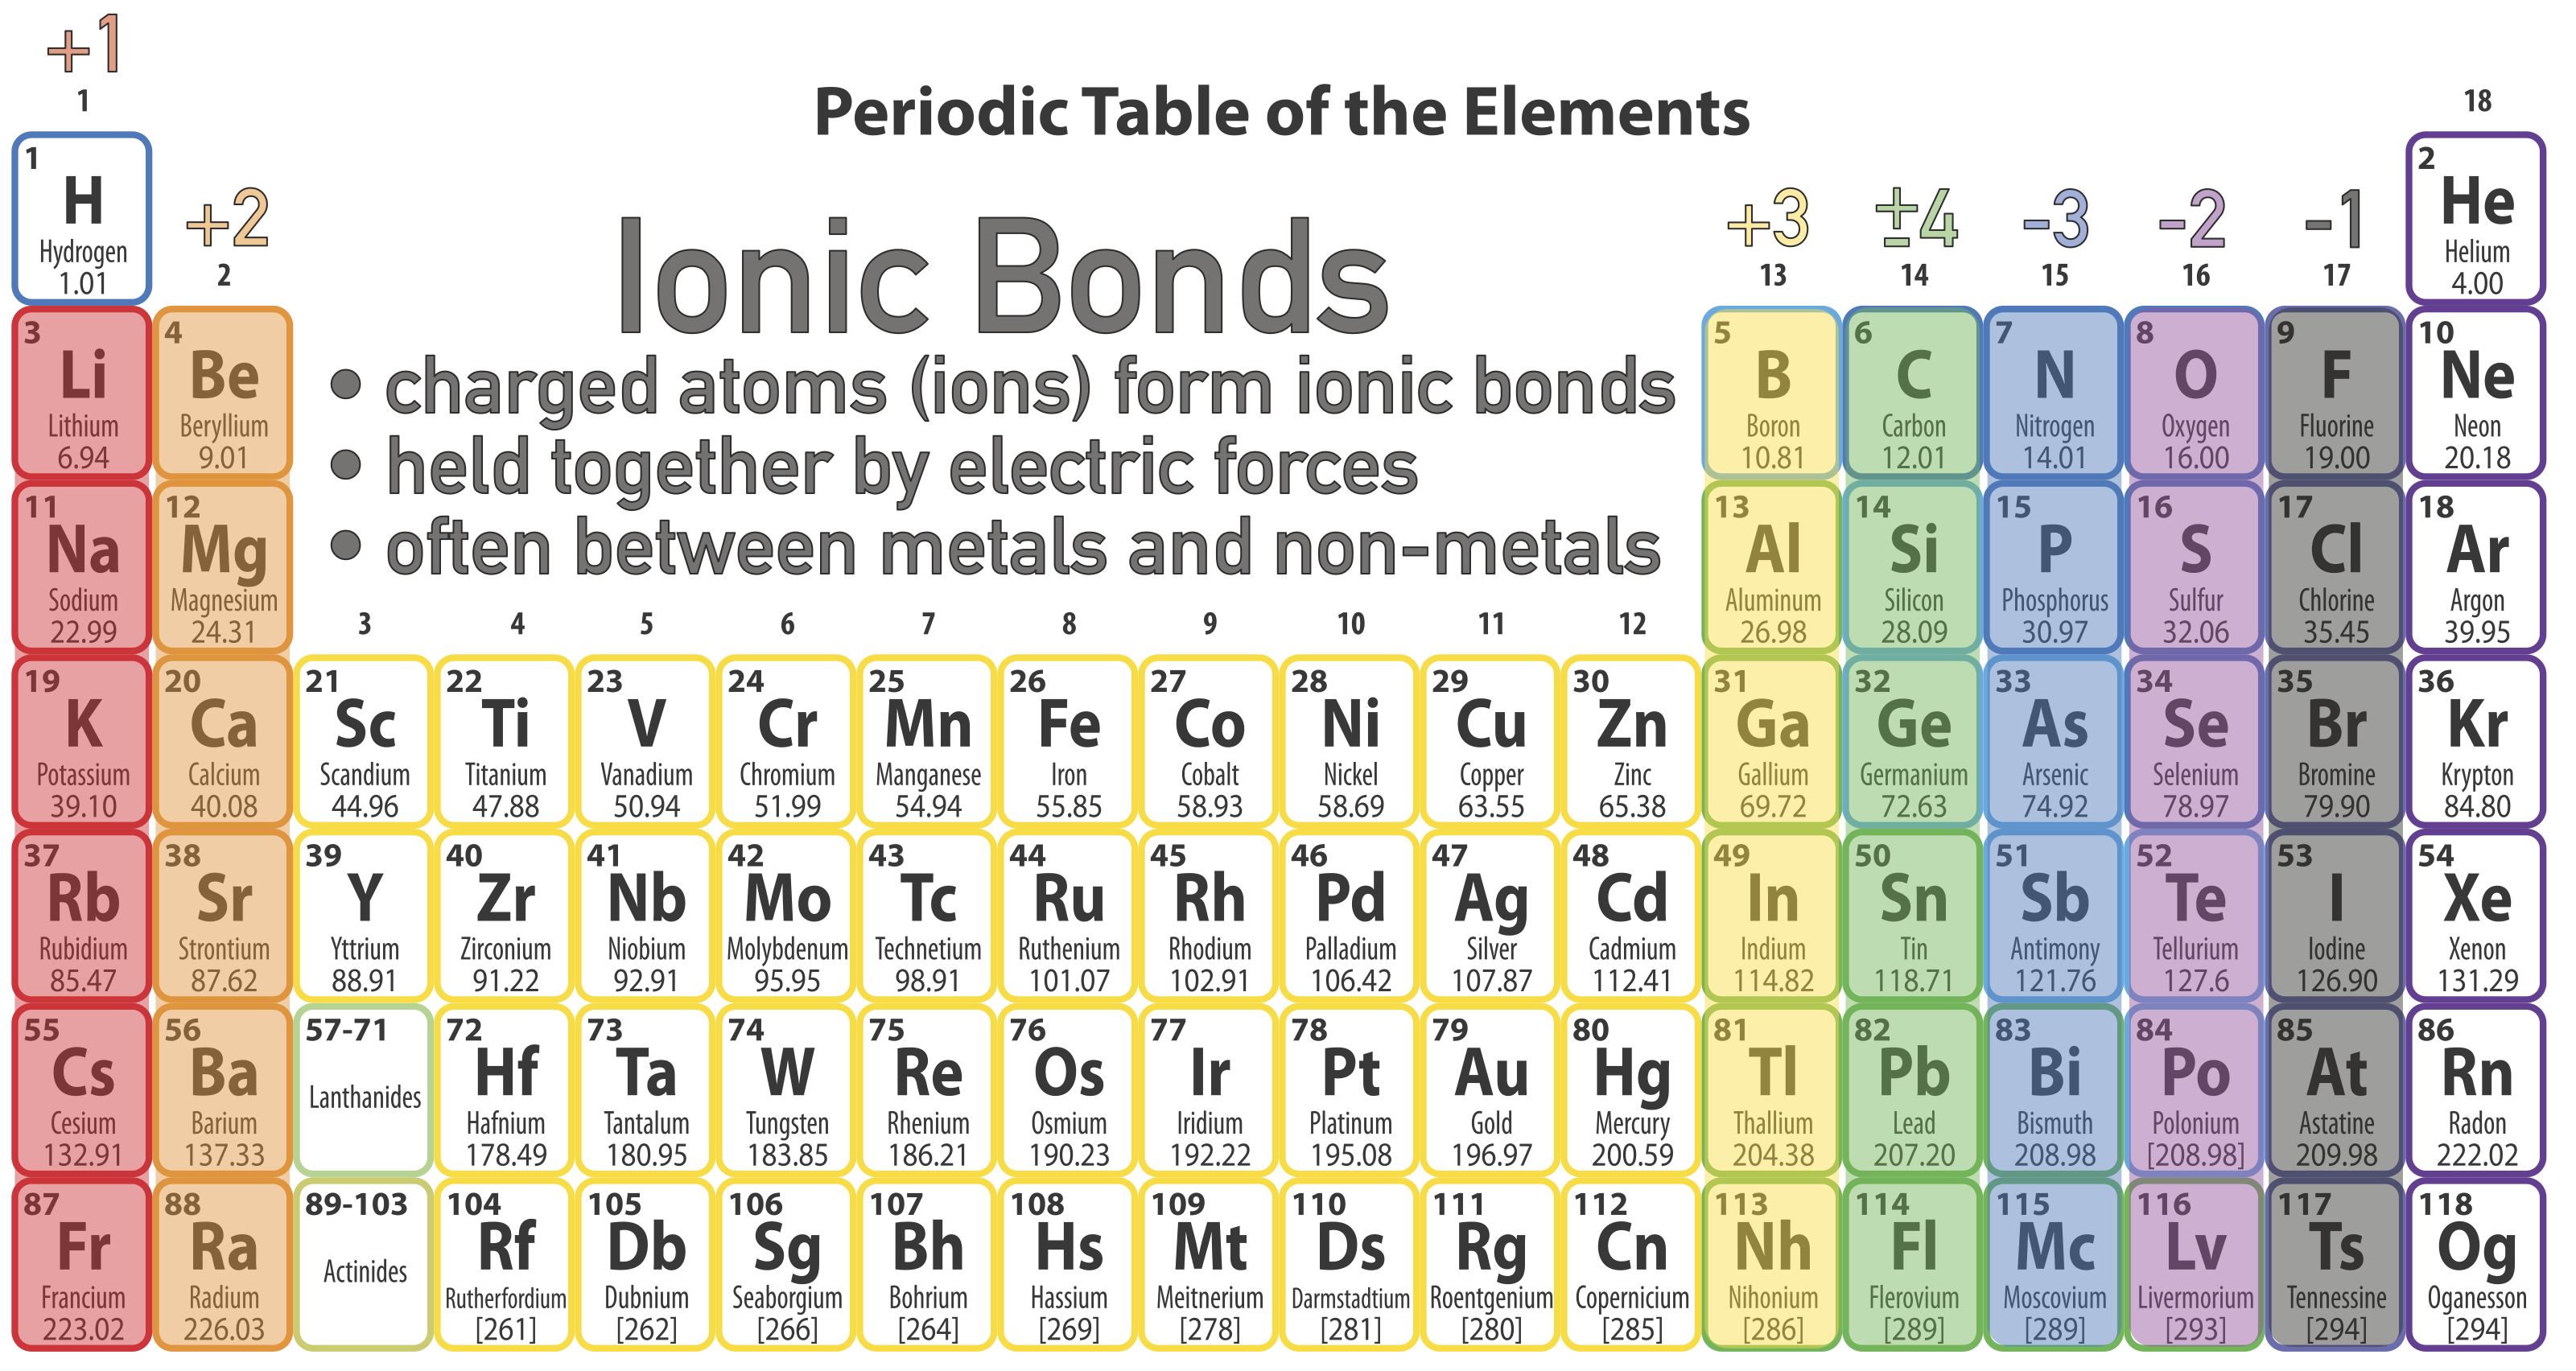 +1
1
Periodic Table of the Elements
18
1
H
Hydrogen
1.01
2
He
Helium
4.00
+2
2
Ionic Bonds
+3
13
±4
14
-3
15
-2
16
-1
17
3
Li
Lithium
6.94
4
Be
Beryllium
9.01
• charged atoms (ions) form ionic bonds
• held together by electric forces
• often between metals and non-metals
5
B
Boron
10.81
6
C
Carbon
12.01
7
N
Nitrogen
14.01
8
O
Oxygen
16.00
9
F
Fluorine
19.00
10
Ne
Neon
20.18
11
Na
Sodium
22.99
12
Mg
Magnesium
24.31
13
Al
Aluminum
26.98
14
Si
Silicon
28.09
15
P
Phosphorus
30.97
16
S
Sulfur
32.06
17
Cl
Chlorine
35.45
18
Ar
Argon
39.95
3 4 5 6 7 8 9 10 11 12
19
K
Potassium
39.10
20
Ca
Calcium
40.08
21
Sc
Scandium
44.96
22
Ti
Titanium
47.88
23
V
Vanadium
50.94
24
Cr
Chromium
51.99
25
Mn
Manganese
54.94
26
Fe
Iron
55.85
27
Co
Cobalt
58.93
28
Ni
Nickel
58.69
29
Cu
Copper
63.55
30
Zn
Zinc
65.38
31
Ga
Gallium
69.72
32
Ge
Germanium
72.63
33
As
Arsenic
74.92
34
Se
Selenium
78.97
35
Br
Bromine
79.90
36
Kr
Krypton
84.80
37
Rb
Rubidium
85.47
38
Sr
Strontium
87.62
39
Y
Yttrium
88.91
40
Zr
Zirconium
91.22
41
Nb
Niobium
92.91
42
Mo
Molybdenum
95.95
43
Tc
Technetium
98.91
44
Ru
Ruthenium
101.07
45
Rh
Rhodium
102.91
46
Pd
Palladium
106.42
47
Ag
Silver
107.87
48
Cd
Cadmium
112.41
49
In
Indium
114.82
50
Sn
Tin
118.71
51
Sb
Antimony
121.76
52
Te
Tellurium
127.6
53
I
Iodine
126.90
54
Xe
Xenon
131.29
55
Cs
Cesium
132.91
56
Ba
Barium
137.33
57-71
Lanthanides
72
Hf
Hafnium
178.49
73
Ta
Tantalum
180.95
74
W
Tungsten
183.85
75
Re
Rhenium
186.21
76
Os
Osmium
190.23
77
Ir
Iridium
192.22
78
Pt
Platinum
195.08
79
Au
Gold
196.97
80
Hg
Mercury
200.59
81
Tl
Thallium
204.38
82
Pb
Lead
207.20
83
Bi
Bismuth
208.98
84
Po
Polonium
[208.98]
85
At
Astatine
209.98
86
Rn
Radon
222.02
87
Fr
Francium
223.02
88
Ra
Radium
226.03
89-103
Actinides
104
Rf
Rutherfordium
[261]
105
Db
Dubnium
[262]
106
Sg
Seaborgium
[266]
107
Bh
Bohrium
[264]
108
Hs
Hassium
[269]
109
Mt
Meitnerium
[278]
110
Ds
Darmstadtium
[281]
111
Rg
Roentgenium
[280]
112
Cn
Copernicium
[285]
113
Nh
Nihonium
[286]
114
Fl
Flerovium
[289]
115
Mc
Moscovium
[289]
116
Lv
Livermorium
[293]
117
Ts
Tennessine
[294]
118
Og
Oganesson
[294]